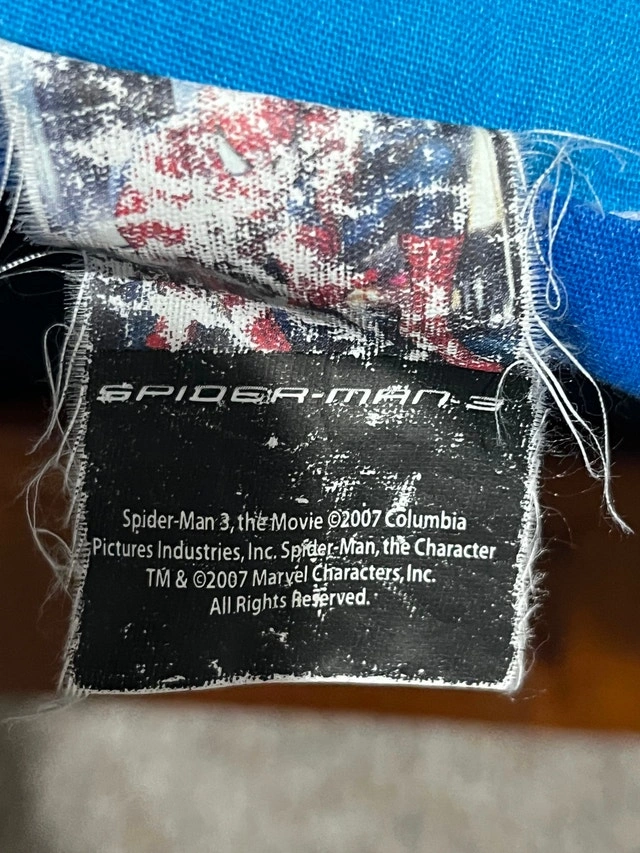 SPIDER-MAN 3
Spider-Man 3, the Movie ©2007 Columbia
Pictures Industries, Inc. Spider-Man, the Character
TM & ©2007 Marvel Characters, Inc.
All Rights Reserved.